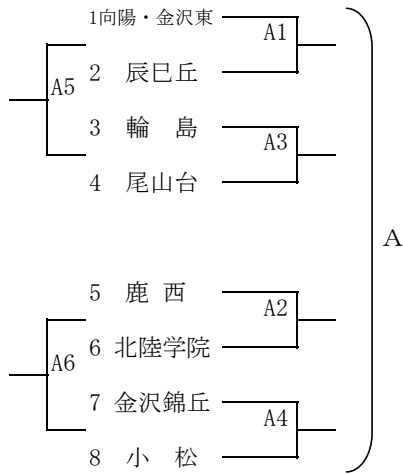 1向陽・金沢東
A1
A5
2 辰巳丘
3 輪 島
A3
4 尾山台
A
5 鹿 西
A2
6 北陸学院
A6
7 金沢錦丘
A4
8 小 松